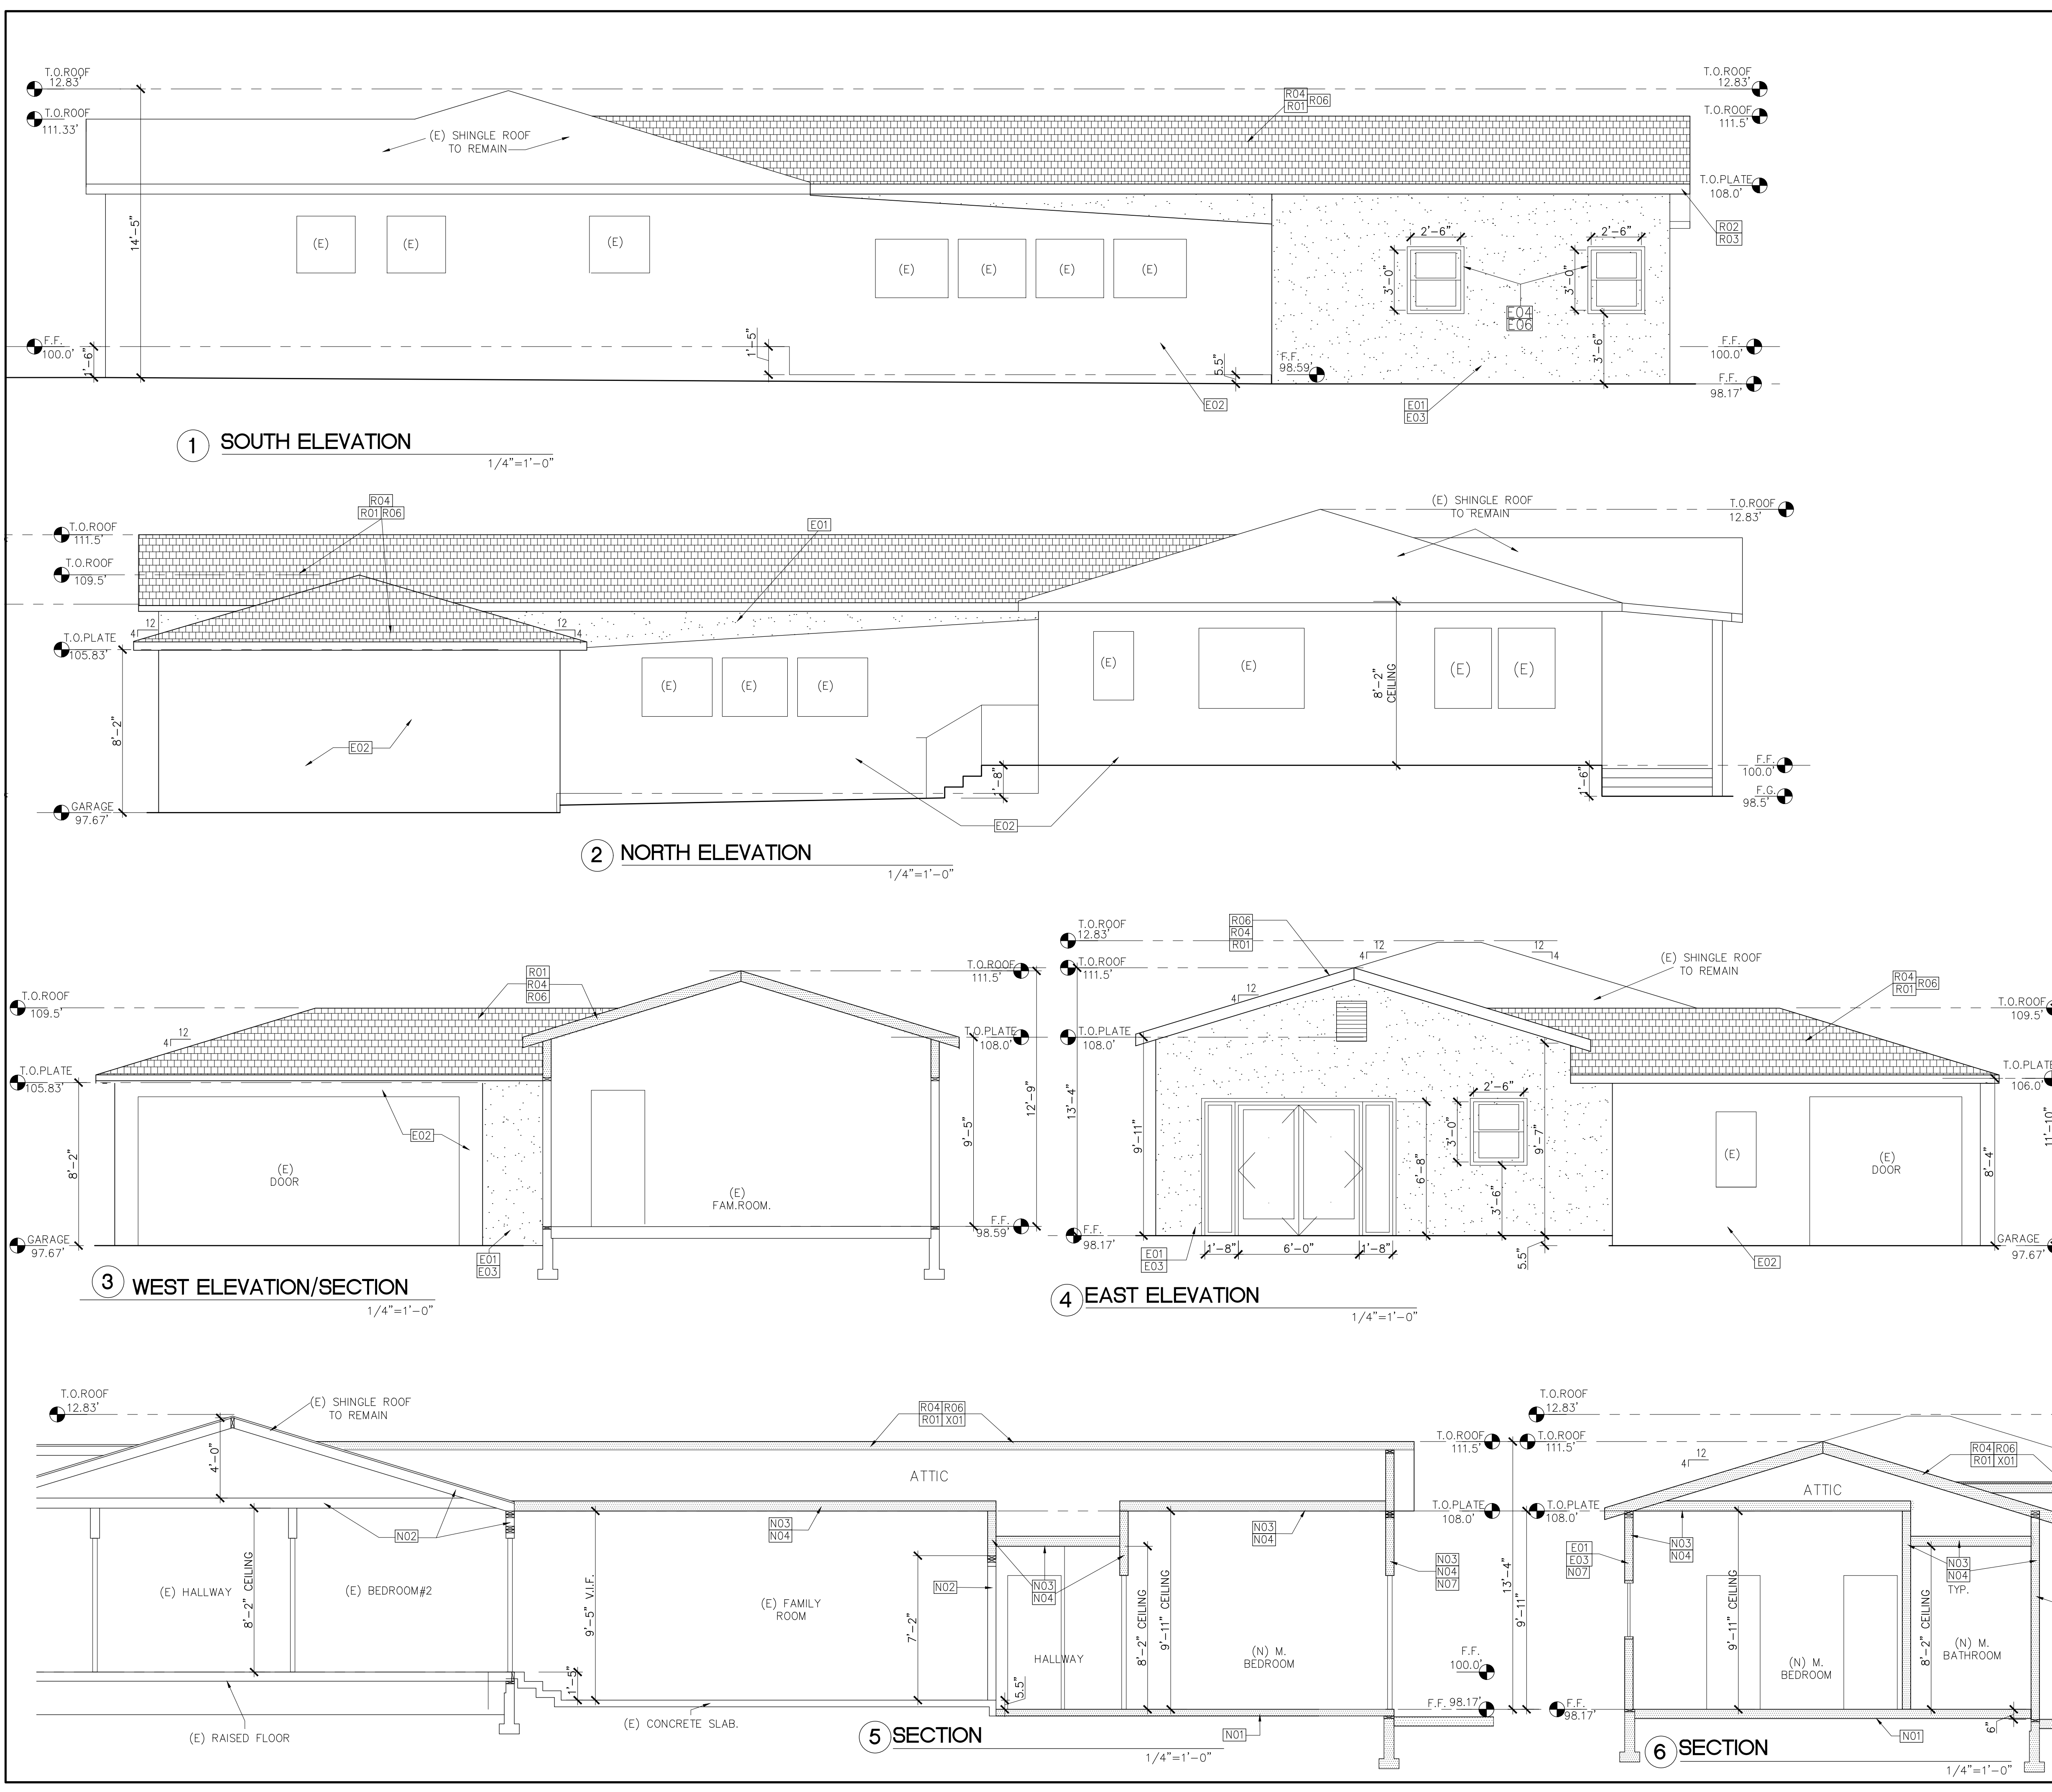 T.O.ROOF
12.83'
T.O.ROOF
111.33'
(E) SHINGLE ROOF
TO REMAIN
14'-5"
(E)
(E)
(E)
(E)
(E)
(E)
(E)
F.F.
100.0'
1'-6"
1'-5"
5.5"
F.F.
98.59'
E02
R04
R01
R06
2'-6"
3'-0"
2'-6"
3'-0"
E04
E06
3'-6"
E01
E03
T.O.ROOF
12.83'
T.O.ROOF
111.5'
T.O.PLATE
108.0'
R02
R03
F.F.
100.0'
F.F.
98.17'
1
SOUTH ELEVATION
1/4"=1'-0"
T.O.ROOF
111.5'
T.O.ROOF
109.5'
R04
R01
R06
E01
12
4
12
4
T.O.PLATE
105.83'
8'-2"
E02
GARAGE
97.67'
(E)
(E)
(E)
1'-8"
E02
(E)
(E)
8'-2"
CEILING
(E)
(E)
(E) SHINGLE ROOF
TO REMAIN
T.O.ROOF
12.83'
1'-6"
F.F.
100.0'
F.G.
98.5'
2
NORTH ELEVATION
1/4"=1'-0"
T.O.ROOF
109.5'
12
4
T.O.PLATE
105.83'
8'-2"
GARAGE
97.67'
R01
R04
R06
E02
(E)
DOOR
E01
E03
(E)
FAM.ROOM.
T.O.ROOF
111.5'
T.O.PLATE
108.0'
9'-5"
12'-9"
F.F.
98.59'
3
WEST ELEVATION/SECTION
1/4"=1'-0"
T.O.ROOF
12.83'
T.O.ROOF
111.5'
T.O.PLATE
108.0'
13'-4"
9'-11"
F.F.
98.17'
R06
R04
R01
12
4
12
4
12
4
(E) SHINGLE ROOF
TO REMAIN
R04
R01
R06
2'-6"
3'-0"
6'-8"
3'-6"
9'-7"
5.5"
E01
E03
1'-8"
6'-0"
1'-8"
(E)
(E)
DOOR
E02
8'-4"
11'-10"
T.O.ROOF
109.5'
T.O.PLATE
106.0'
GARAGE
97.67'
4
EAST ELEVATION
1/4"=1'-0"
T.O.ROOF
12.83'
(E) SHINGLE ROOF
TO REMAIN
4'-0"
N02
(E) HALLWAY
8'-2" CEILING
(E) BEDROOM#2
(E) RAISED FLOOR
1'-5"
9'-5" V.I.F.
(E) CONCRETE SLAB.
R04
R06
R01
X01
ATTIC
N03
N04
(E) FAMILY
ROOM
7'-2"
N02
N03
N04
5.5"
HALLWAY
8'-2" CEILING
9'-11" CEILING
N03
N04
(N) M.
BEDROOM
N03
N04
N07
N01
T.O.ROOF
111.5'
T.O.PLATE
108.0'
13'-4"
9'-11"
F.F.
100.0'
F.F. 98.17'
5
SECTION
1/4"=1'-0"
T.O.ROOF
12.83'
T.O.ROOF
111.5'
T.O.PLATE
108.0'
12
4
R04
R06
R01
X01
ATTIC
E01
E03
N07
N03
N04
9'-11" CEILING
(N) M.
BEDROOM
8'-2" CEILING
N03
N04
TYP.
(N) M.
BATHROOM
F.F.
98.17'
N01
6"
6
SECTION
1/4"=1'-0"